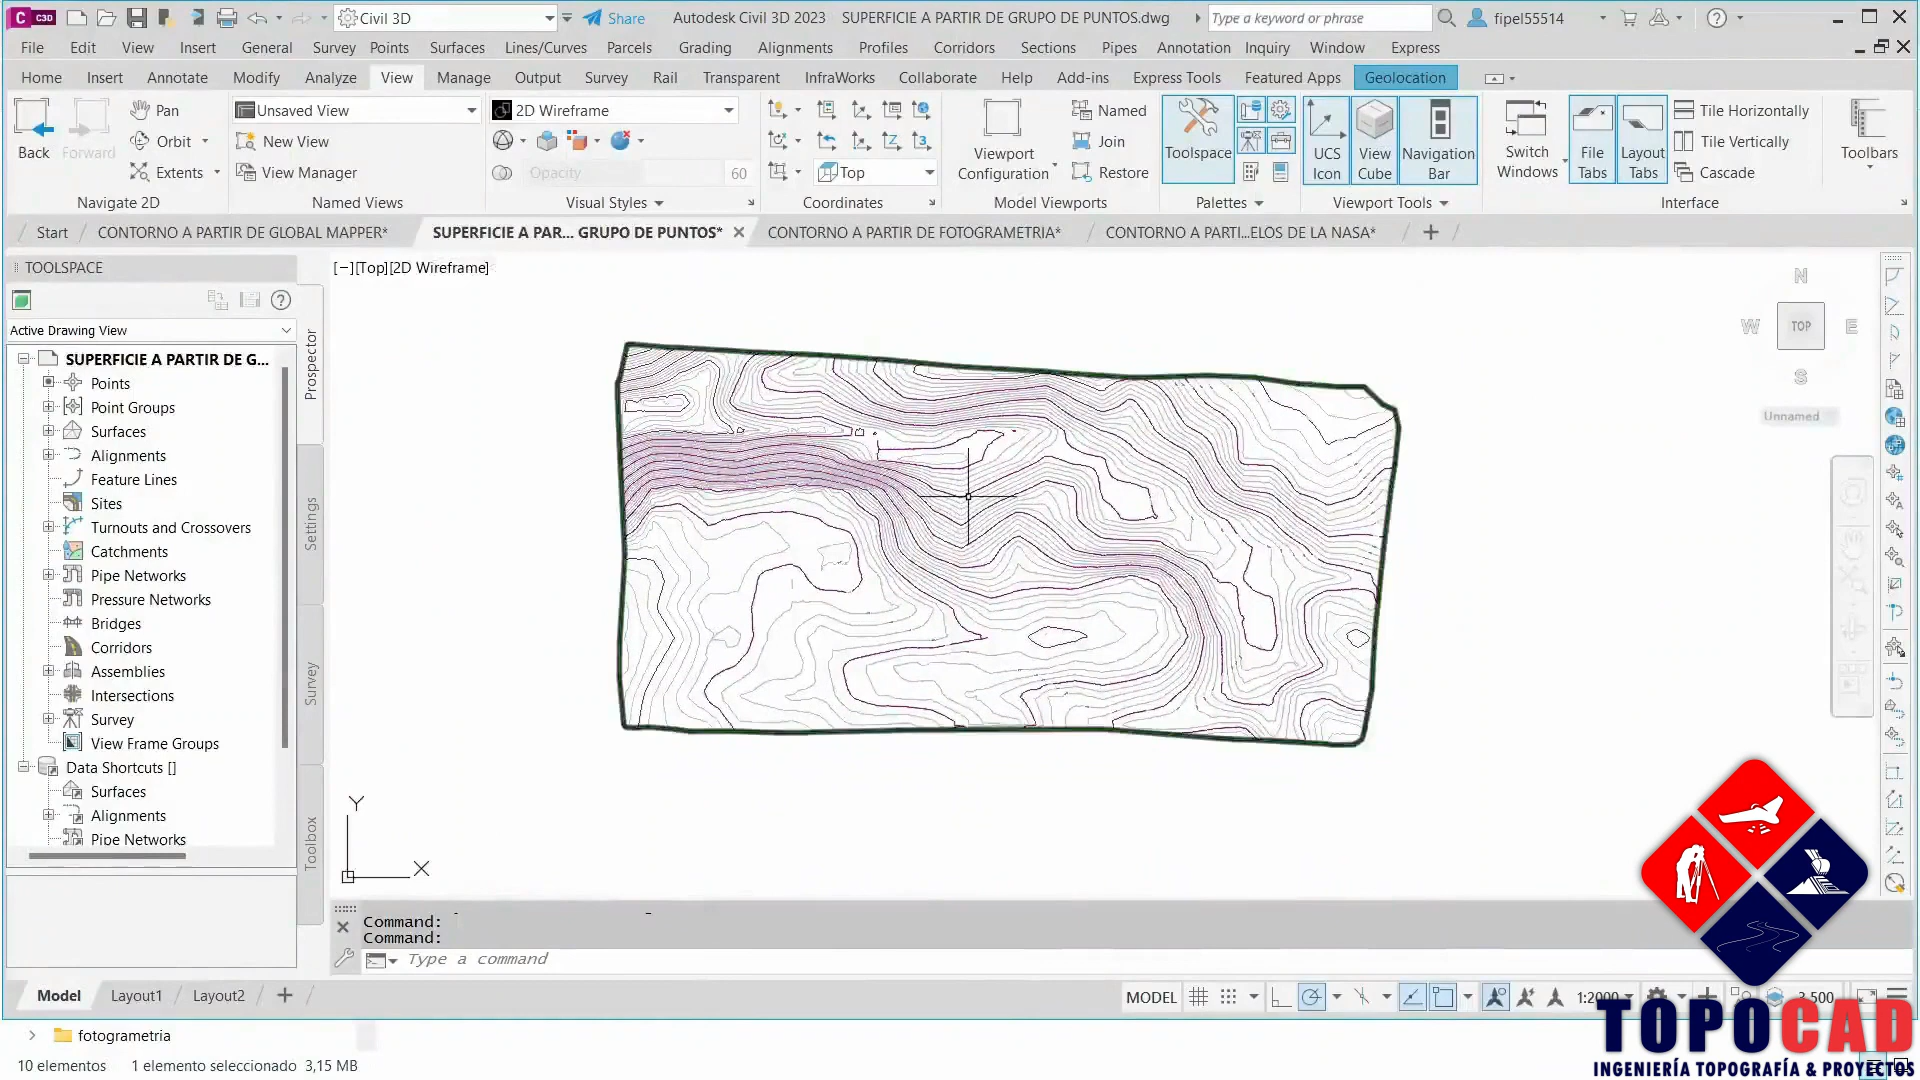 C3D
Civil 3D
Share
Autodesk Civil 3D 2023
SUPERFICIE A PARTIR DE GRUPO DE PUNTOS.dwg
Type a keyword or phrase
fipel55514
File
Edit
View
Insert
General
Survey
Points
Surfaces
Lines/Curves
Parcels
Grading
Alignments
Profiles
Corridors
Sections
Pipes
Annotation
Inquiry
Window
Express
Home
Insert
Annotate
Modify
Analyze
View
Manage
Output
Survey
Rail
Transparent
InfraWorks
Collaborate
Help
Add-ins
Express Tools
Featured Apps
Geolocation
Back
Forward
Pan
Orbit
Extents
Navigate 2D
Unsaved View
New View
View Manager
Named Views
2D Wireframe
Opacity
60
Visual Styles
Top
Coordinates
Viewport
Configuration
Named
Join
Restore
Model Viewports
Toolspace
Palettes
UCS
Icon
View
Cube
Navigation
Bar
Viewport Tools
Switch
Windows
File
Tabs
Layout
Tabs
Tile Horizontally
Tile Vertically
Cascade
Interface
Toolbars
Start
CONTORNO A PARTIR DE GLOBAL MAPPER*
SUPERFICIE A PAR... GRUPO DE PUNTOS*
CONTORNO A PARTIR DE FOTOGRAMETRIA*
CONTORNO A PARTI...ELOS DE LA NASA*
TOOLSPACE
Active Drawing View
SUPERFICIE A PARTIR DE G...
Points
Point Groups
Surfaces
Alignments
Feature Lines
Sites
Turnouts and Crossovers
Catchments
Pipe Networks
Pressure Networks
Bridges
Corridors
Assemblies
Intersections
Survey
View Frame Groups
Data Shortcuts []
Surfaces
Alignments
Pipe Networks
Prospector
Settings
Survey
Toolbox
[−][Top][2D Wireframe]
N
W
TOP
E
S
Unnamed
Y
X
Command:
Command:
Type a command
Model
Layout1
Layout2
MODEL
1:2000
3.500
fotogrametria
10 elementos
1 elemento seleccionado
3,15 MB
TOPOCAD
INGENIERÍA TOPOGRAFÍA & PROYECTOS